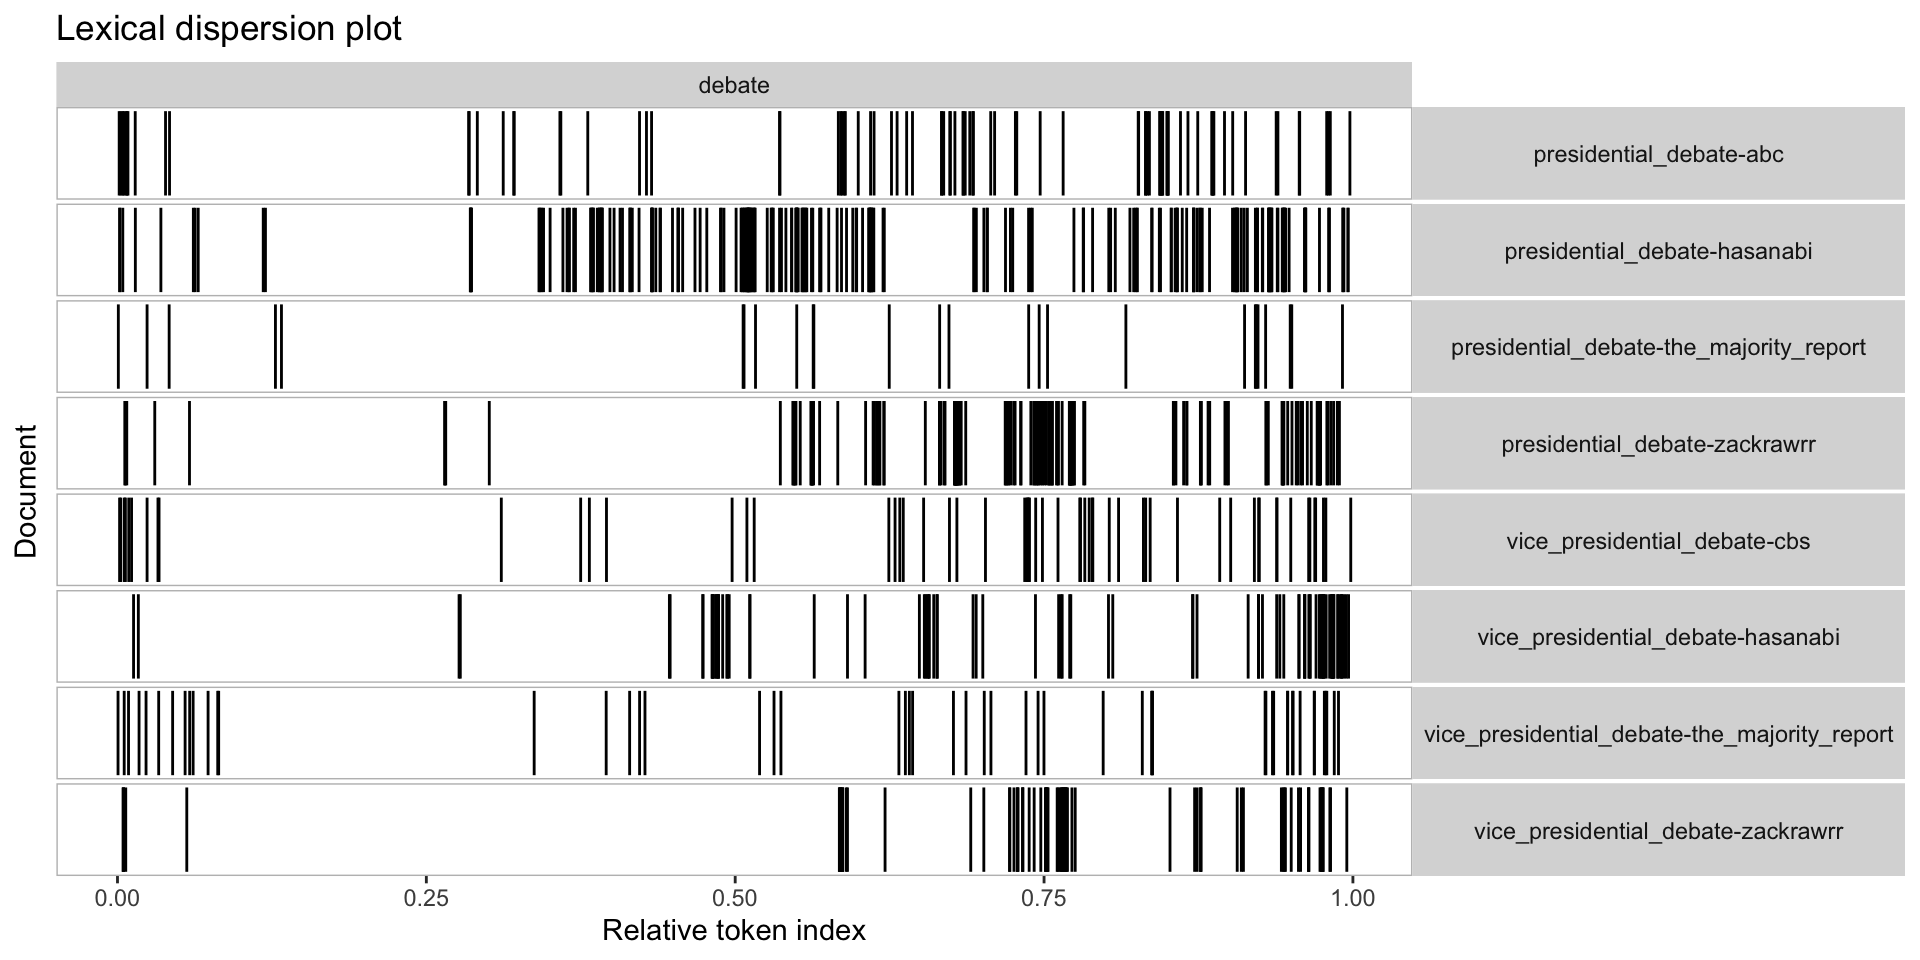 Lexical dispersion plot
debate
presidential_debate-abc
presidential_debate-hasanabi
presidential_debate-the_majority_report
presidential_debate-zackrawrr
vice_presidential_debate-cbs
vice_presidential_debate-hasanabi
vice_presidential_debate-the_majority_report
vice_presidential_debate-zackrawrr
Document
0.00 0.25 0.50 0.75 1.00
Relative token index